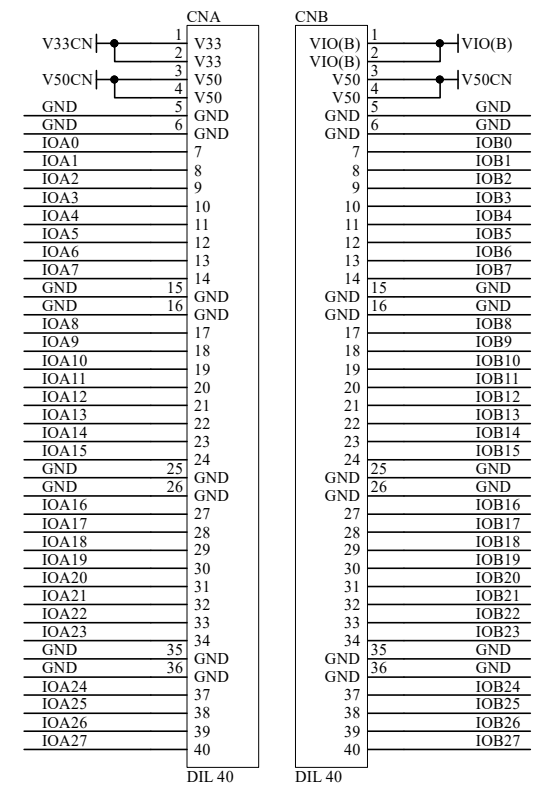 CNA CNB
1 V33 VIO(B) 1
V33CN VIO(B)
2 V33 VIO(B) 2
3 V50 V50 3
V50CN V50CN
4 V50 V50 4
GND 5 GND GND 5 GND
GND 6 GND GND 6 GND
IOA0 7 7 IOB0
IOA1 8 8 IOB1
IOA2 9 9 IOB2
IOA3 10 10 IOB3
IOA4 11 11 IOB4
IOA5 12 12 IOB5
IOA6 13 13 IOB6
IOA7 14 14 IOB7
GND 15 GND GND 15 GND
GND 16 GND GND 16 GND
IOA8 17 17 IOB8
IOA9 18 18 IOB9
IOA10 19 19 IOB10
IOA11 20 20 IOB11
IOA12 21 21 IOB12
IOA13 22 22 IOB13
IOA14 23 23 IOB14
IOA15 24 24 IOB15
GND 25 GND GND 25 GND
GND 26 GND GND 26 GND
IOA16 27 27 IOB16
IOA17 28 28 IOB17
IOA18 29 29 IOB18
IOA19 30 30 IOB19
IOA20 31 31 IOB20
IOA21 32 32 IOB21
IOA22 33 33 IOB22
IOA23 34 34 IOB23
GND 35 GND GND 35 GND
GND 36 GND GND 36 GND
IOA24 37 37 IOB24
IOA25 38 38 IOB25
IOA26 39 39 IOB26
IOA27 40 40 IOB27
DIL 40 DIL 40